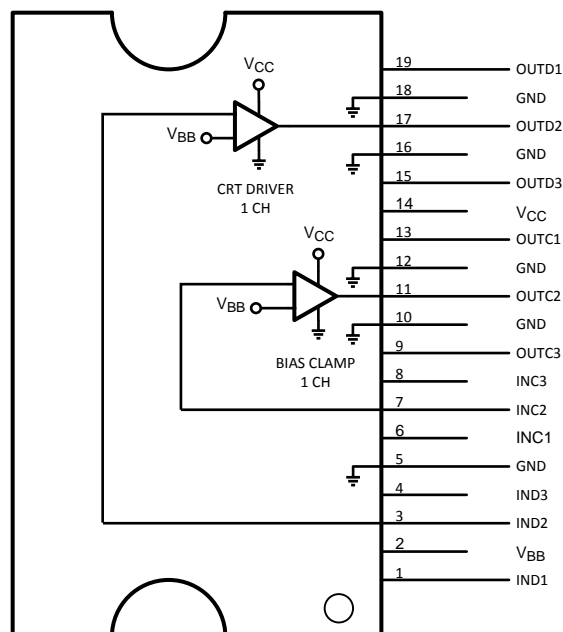 VCC
VBB
CRT DRIVER
1 CH
VCC
VBB
BIAS CLAMP
1 CH
19 OUTD1
18 GND
17 OUTD2
16 GND
15 OUTD3
14 VCC
13 OUTC1
12 GND
11 OUTC2
10 GND
9 OUTC3
8 INC3
7 INC2
6 INC1
5 GND
4 IND3
3 IND2
2 VBB
1 IND1